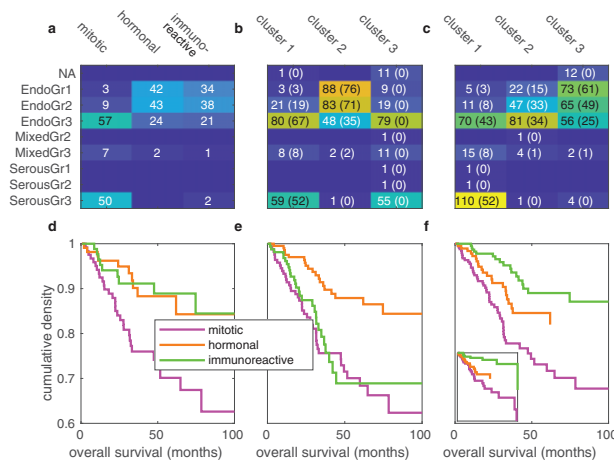 a b c
mitotic hormonal immuno-
reactive
cluster 1 cluster 2 cluster 3
cluster 1 cluster 2 cluster 3
NA 1 (0) 11 (0) 12 (0)
EndoGr1 3 42 34 3 (3) 88 (76) 9 (0) 5 (3) 22 (15) 73 (61)
EndoGr2 9 43 38 21 (19) 83 (71) 19 (0) 11 (8) 47 (33) 65 (49)
EndoGr3 57 24 21 80 (67) 48 (35) 79 (0) 70 (43) 81 (34) 56 (25)
MixedGr2 1 (0) 1 (0)
MixedGr3 7 2 1 8 (8) 2 (2) 11 (0) 15 (8) 4 (1) 2 (1)
SerousGr1 1 (0) 1 (0)
SerousGr2 1 (0) 1 (0)
SerousGr3 50 2 59 (52) 1 (0) 55 (0) 110 (52) 1 (0) 4 (0)
d e f
1
0.9
0.8
0.7
0.6
cumulative density
mitotic
hormonal
immunoreactive
0 50 100 0 50 100 0 50 100
overall survival (months) overall survival (months) overall survival (months)